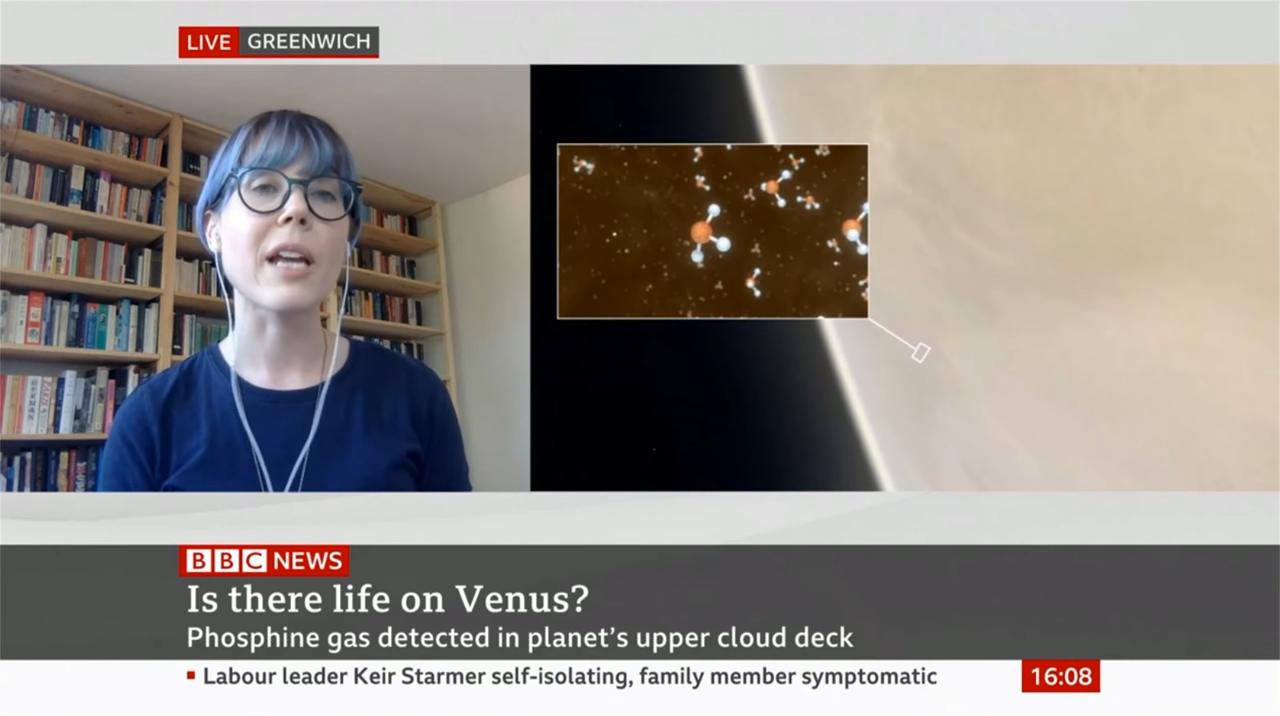 LIVE GREENWICH
BBC NEWS
Is there life on Venus?
Phosphine gas detected in planet's upper cloud deck
Labour leader Keir Starmer self-isolating, family member symptomatic
16:08